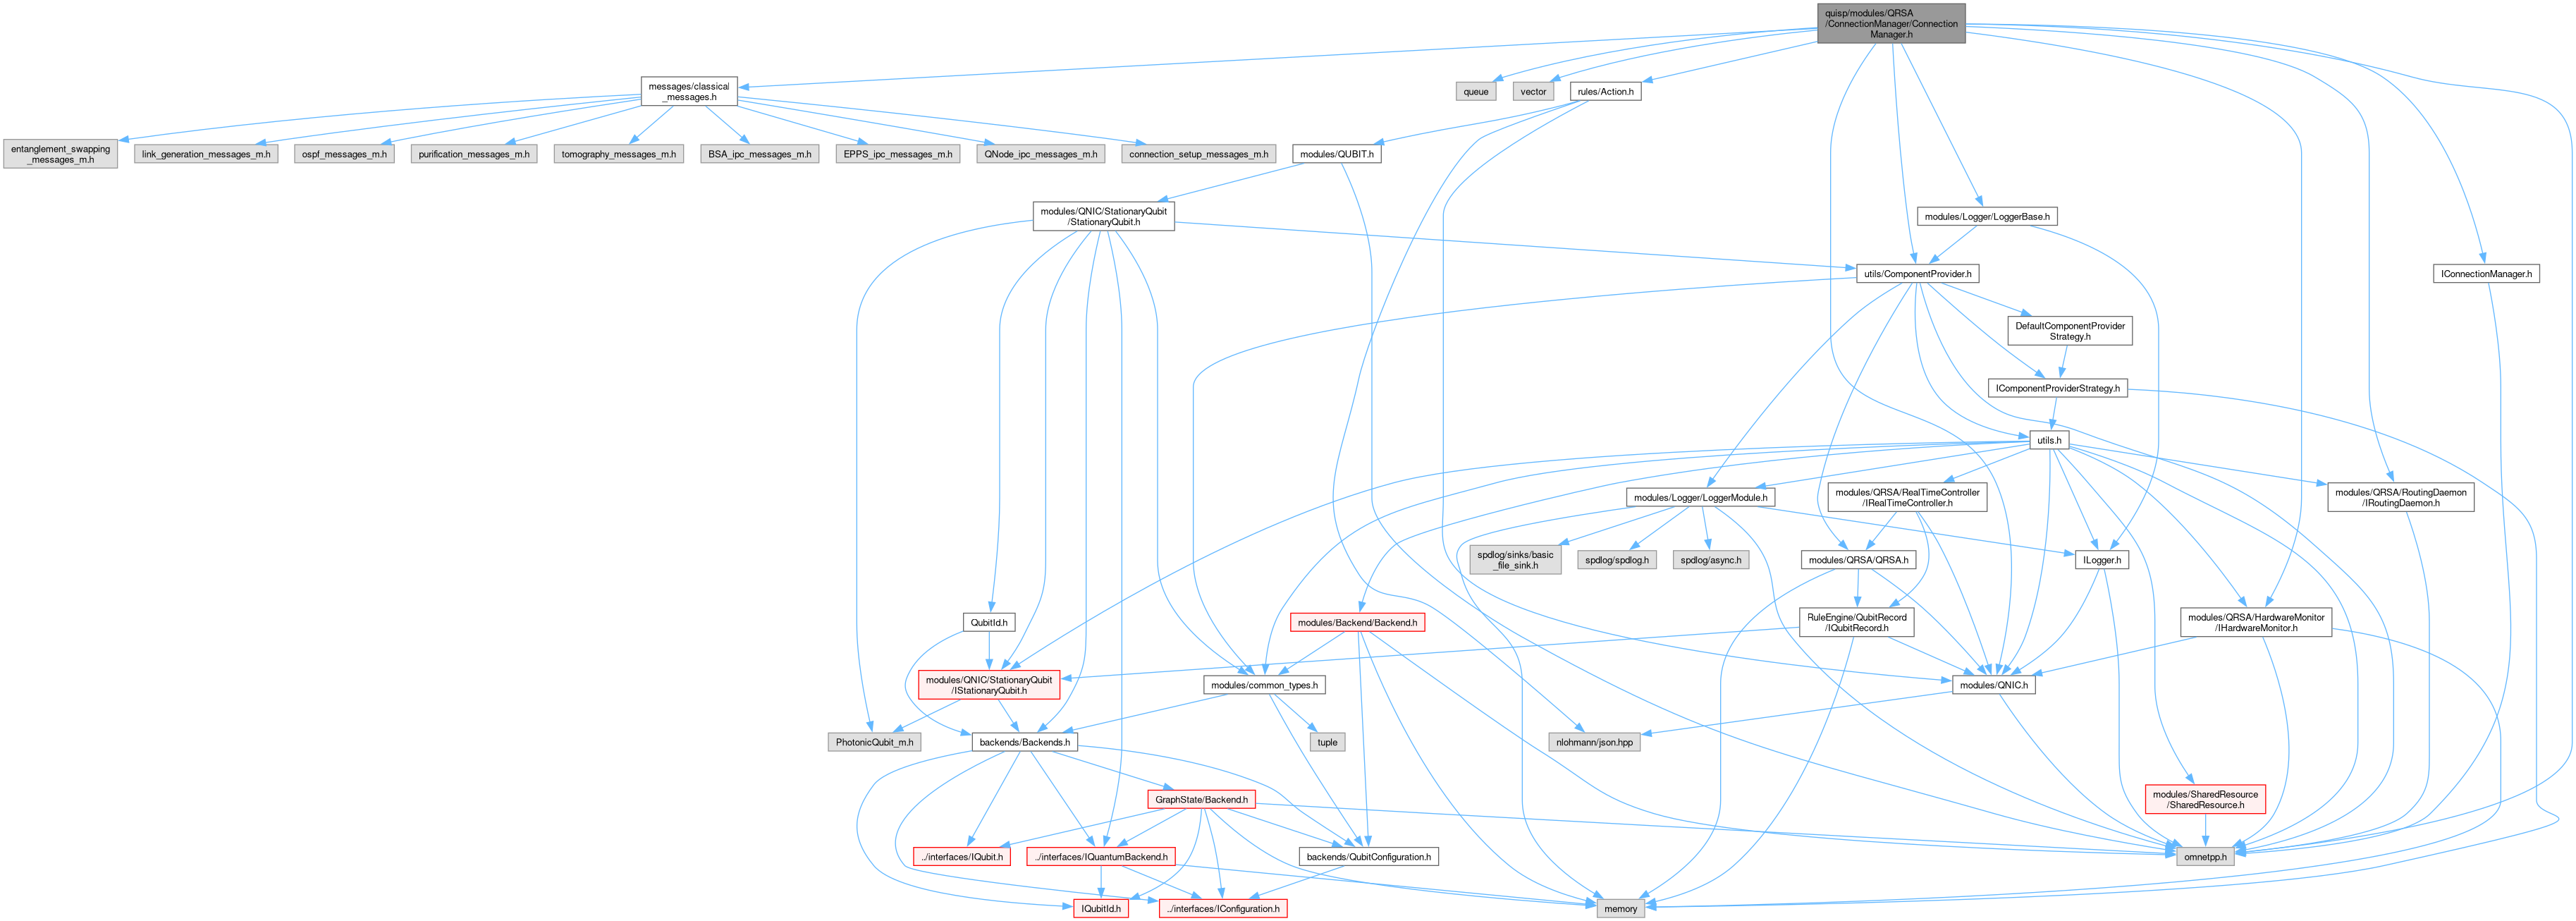 quisp/modules/QRSA
/ConnectionManager/Connection
Manager.h
messages/classical
_messages.h
queue
vector
rules/Action.h
entanglement_swapping
_messages_m.h
link_generation_messages_m.h
ospf_messages_m.h
purification_messages_m.h
tomography_messages_m.h
BSA_ipc_messages_m.h
EPPS_ipc_messages_m.h
QNode_ipc_messages_m.h
connection_setup_messages_m.h
modules/QUBIT.h
modules/QNIC/StationaryQubit
/StationaryQubit.h
modules/Logger/LoggerBase.h
utils/ComponentProvider.h
IConnectionManager.h
DefaultComponentProvider
Strategy.h
IComponentProviderStrategy.h
utils.h
modules/Logger/LoggerModule.h
modules/QRSA/RealTimeController
/IRealTimeController.h
modules/QRSA/RoutingDaemon
/IRoutingDaemon.h
spdlog/sinks/basic
_file_sink.h
spdlog/spdlog.h
spdlog/async.h
modules/QRSA/QRSA.h
ILogger.h
QubitId.h
modules/Backend/Backend.h
RuleEngine/QubitRecord
/IQubitRecord.h
modules/QRSA/HardwareMonitor
/IHardwareMonitor.h
modules/QNIC/StationaryQubit
/IStationaryQubit.h
modules/common_types.h
modules/QNIC.h
PhotonicQubit_m.h
backends/Backends.h
tuple
nlohmann/json.hpp
GraphState/Backend.h
modules/SharedResource
/SharedResource.h
../interfaces/IQubit.h
../interfaces/IQuantumBackend.h
backends/QubitConfiguration.h
omnetpp.h
IQubitId.h
../interfaces/IConfiguration.h
memory